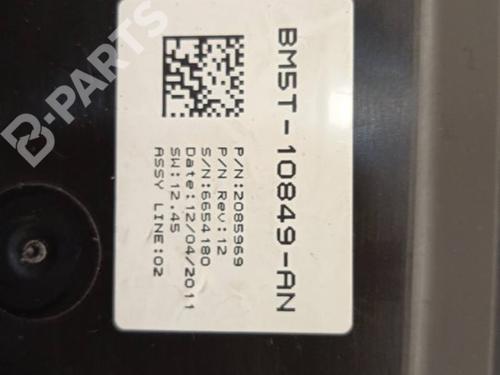 BM5T-10849-AN
P/N:2085969
P/N Rev:12
S/N:6654180
Date:12/04/2011
SW:12.45
ASSY LINE:02
B-PARTS